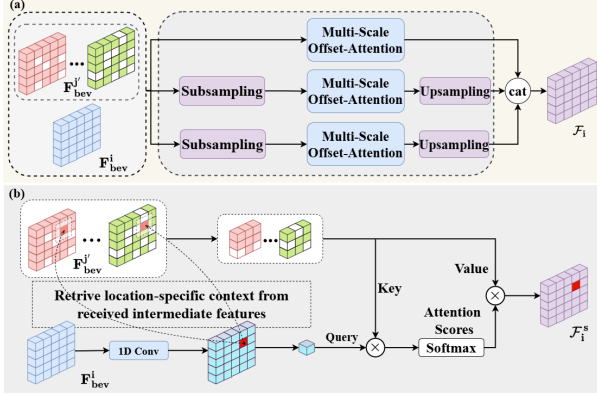 (a)
F_bev^j'
F_bev^i
Multi-Scale
Offset-Attention
Subsampling
Multi-Scale
Offset-Attention
Upsampling
Subsampling
Multi-Scale
Offset-Attention
Upsampling
cat
F_i
(b)
F_bev^j'
Retrive location-specific context from
received intermediate features
F_bev^i
1D Conv
Query
Key
Value
Attention
Scores
Softmax
F_i^s